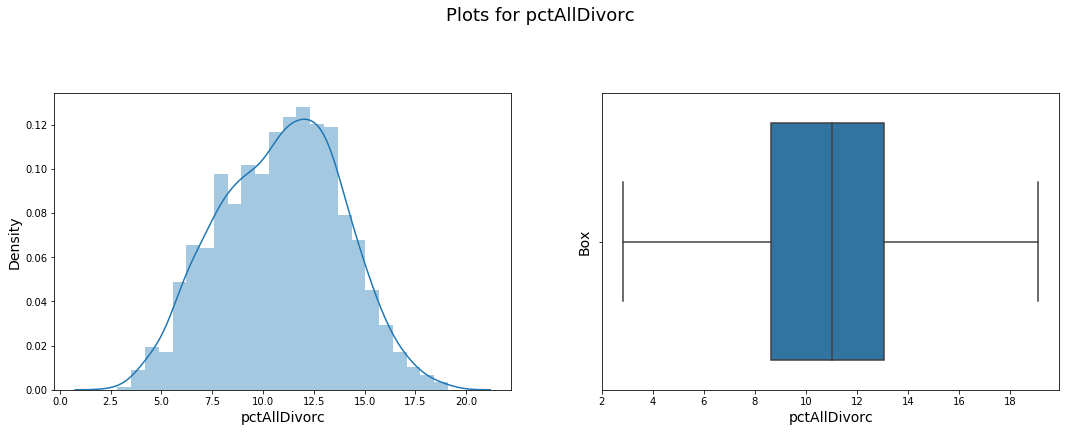 Plots for pctAllDivorc
Density
0.12
0.10
0.08
0.06
0.04
0.02
0.00
0.0 2.5 5.0 7.5 10.0 12.5 15.0 17.5 20.0
pctAllDivorc
Box
2 4 6 8 10 12 14 16 18
pctAllDivorc